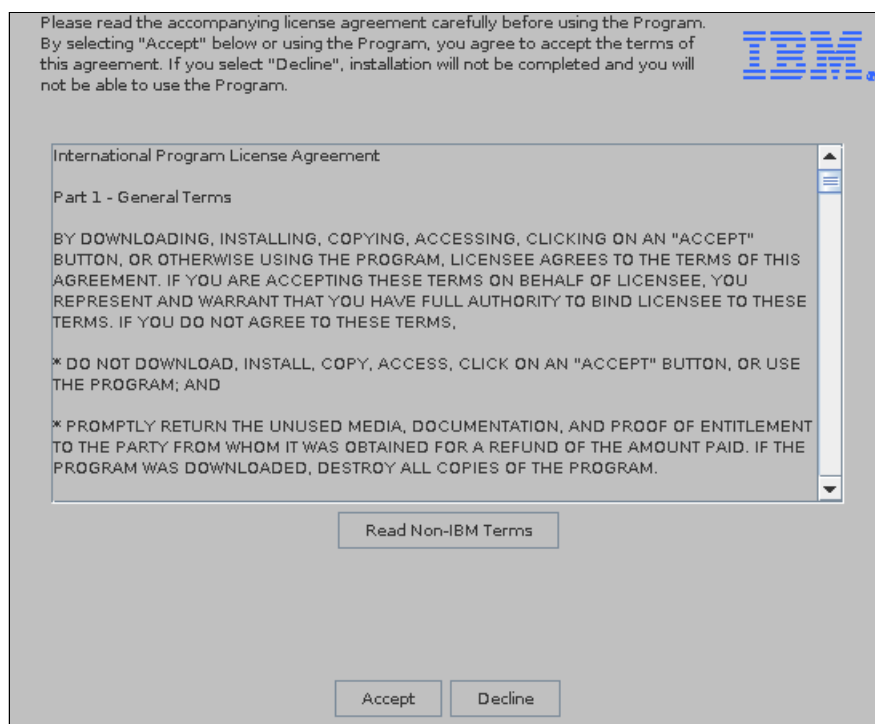 Please read the accompanying license agreement carefully before using the Program.
By selecting "Accept" below or using the Program, you agree to accept the terms of
this agreement. If you select "Decline", installation will not be completed and you will
not be able to use the Program.
IBM®
International Program License Agreement
Part 1 - General Terms
BY DOWNLOADING, INSTALLING, COPYING, ACCESSING, CLICKING ON AN "ACCEPT"
BUTTON, OR OTHERWISE USING THE PROGRAM, LICENSEE AGREES TO THE TERMS OF THIS
AGREEMENT. IF YOU ARE ACCEPTING THESE TERMS ON BEHALF OF LICENSEE, YOU
REPRESENT AND WARRANT THAT YOU HAVE FULL AUTHORITY TO BIND LICENSEE TO THESE
TERMS. IF YOU DO NOT AGREE TO THESE TERMS,
* DO NOT DOWNLOAD, INSTALL, COPY, ACCESS, CLICK ON AN "ACCEPT" BUTTON, OR USE
THE PROGRAM; AND
* PROMPTLY RETURN THE UNUSED MEDIA, DOCUMENTATION, AND PROOF OF ENTITLEMENT
TO THE PARTY FROM WHOM IT WAS OBTAINED FOR A REFUND OF THE AMOUNT PAID. IF THE
PROGRAM WAS DOWNLOADED, DESTROY ALL COPIES OF THE PROGRAM.
Read Non-IBM Terms
Accept
Decline